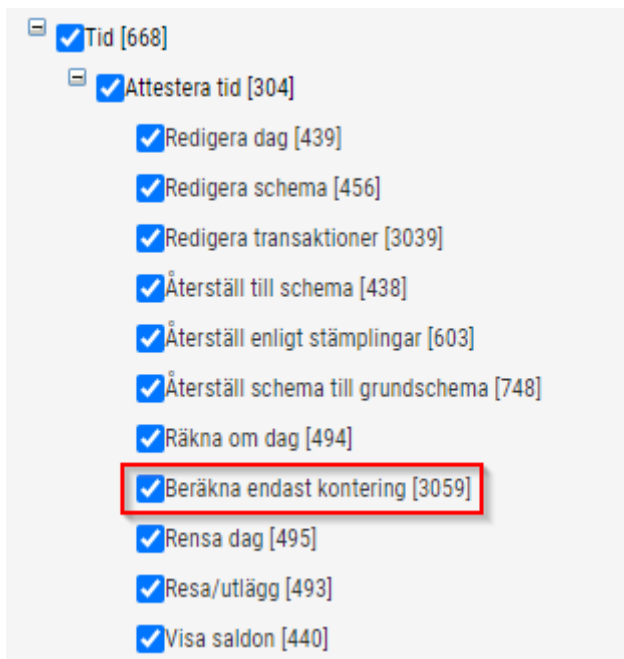 Tid [668]
Attestera tid [304]
Redigera dag [439]
Redigera schema [456]
Redigera transaktioner [3039]
Återställ till schema [438]
Återställ enligt stämplingar [603]
Återställ schema till grundschema [748]
Räkna om dag [494]
Beräkna endast kontering [3059]
Rensa dag [495]
Resa/utlägg [493]
Visa saldon [440]